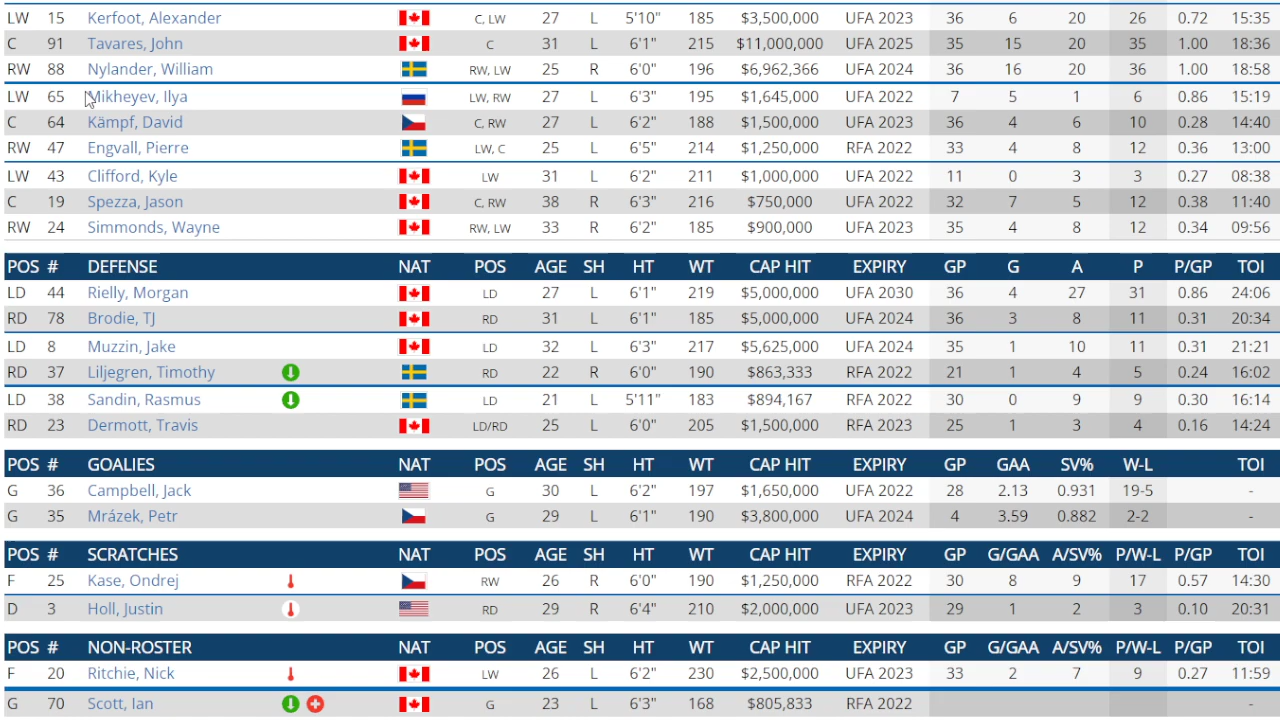 LW 15 Kerfoot, Alexander C, LW 27 L 5'10" 185 $3,500,000 UFA 2023 36 6 20 26 0.72 15:35
C 91 Tavares, John C 31 L 6'1" 215 $11,000,000 UFA 2025 35 15 20 35 1.00 18:36
RW 88 Nylander, William RW, LW 25 R 6'0" 196 $6,962,366 UFA 2024 36 16 20 36 1.00 18:58
LW 65 Mikheyev, Ilya LW, RW 27 L 6'3" 195 $1,645,000 UFA 2022 7 5 1 6 0.86 15:19
C 64 Kämpf, David C, RW 27 L 6'2" 188 $1,500,000 UFA 2023 36 4 6 10 0.28 14:40
RW 47 Engvall, Pierre LW, C 25 L 6'5" 214 $1,250,000 RFA 2022 33 4 8 12 0.36 13:00
LW 43 Clifford, Kyle LW 31 L 6'2" 211 $1,000,000 UFA 2022 11 0 3 3 0.27 08:38
C 19 Spezza, Jason C, RW 38 R 6'3" 216 $750,000 UFA 2022 32 7 5 12 0.38 11:40
RW 24 Simmonds, Wayne RW, LW 33 R 6'2" 185 $900,000 UFA 2023 35 4 8 12 0.34 09:56
POS # DEFENSE NAT POS AGE SH HT WT CAP HIT EXPIRY GP G A P P/GP TOI
LD 44 Rielly, Morgan LD 27 L 6'1" 219 $5,000,000 UFA 2030 36 4 27 31 0.86 24:06
RD 78 Brodie, TJ RD 31 L 6'1" 185 $5,000,000 UFA 2024 36 3 8 11 0.31 20:34
LD 8 Muzzin, Jake LD 32 L 6'3" 217 $5,625,000 UFA 2024 35 1 10 11 0.31 21:21
RD 37 Liljegren, Timothy RD 22 R 6'0" 190 $863,333 RFA 2022 21 1 4 5 0.24 16:02
LD 38 Sandin, Rasmus LD 21 L 5'11" 183 $894,167 RFA 2022 30 0 9 9 0.30 16:14
RD 23 Dermott, Travis LD/RD 25 L 6'0" 205 $1,500,000 RFA 2023 25 1 3 4 0.16 14:24
POS # GOALIES NAT POS AGE SH HT WT CAP HIT EXPIRY GP GAA SV% W-L TOI
G 36 Campbell, Jack G 30 L 6'2" 197 $1,650,000 UFA 2022 28 2.13 0.931 19-5 -
G 35 Mrázek, Petr G 29 L 6'1" 190 $3,800,000 UFA 2024 4 3.59 0.882 2-2 -
POS # SCRATCHES NAT POS AGE SH HT WT CAP HIT EXPIRY GP G/GAA A/SV% P/W-L P/GP TOI
F 25 Kase, Ondrej RW 26 R 6'0" 190 $1,250,000 RFA 2022 30 8 9 17 0.57 14:30
D 3 Holl, Justin RD 29 R 6'4" 210 $2,000,000 UFA 2023 29 1 2 3 0.10 20:31
POS # NON-ROSTER NAT POS AGE SH HT WT CAP HIT EXPIRY GP G/GAA A/SV% P/W-L P/GP TOI
F 20 Ritchie, Nick LW 26 L 6'2" 230 $2,500,000 UFA 2023 33 2 7 9 0.27 11:59
G 70 Scott, Ian G 23 L 6'3" 168 $805,833 RFA 2022 -